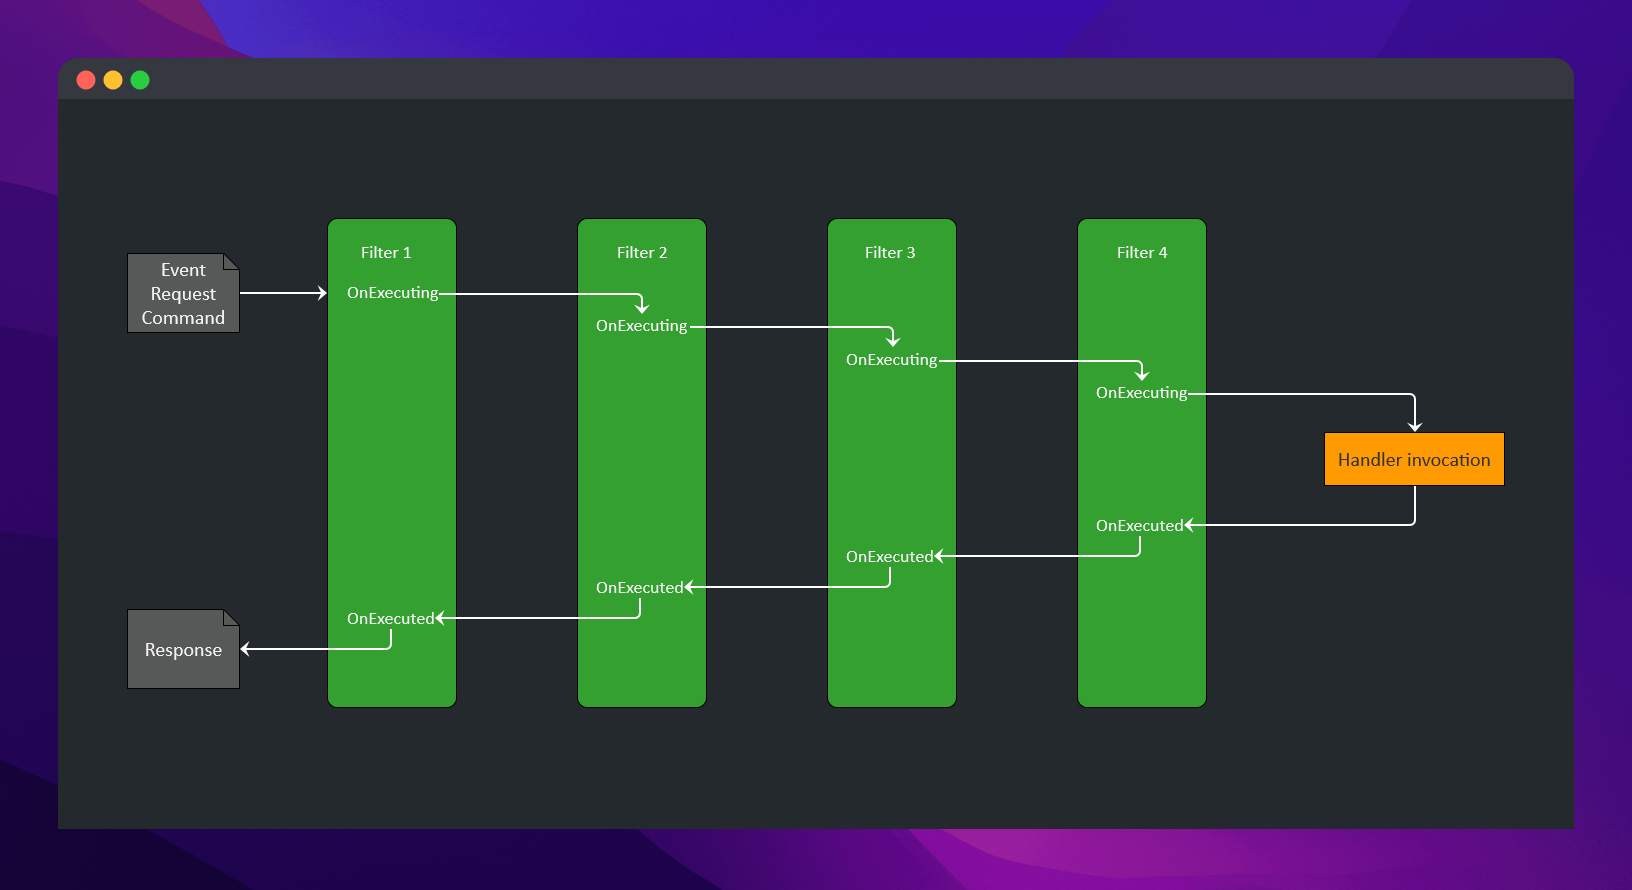 Filter 1
Filter 2
Filter 3
Filter 4
Event
Request
Command
OnExecuting
OnExecuting
OnExecuting
OnExecuting
Handler invocation
OnExecuted
OnExecuted
OnExecuted
OnExecuted
Response